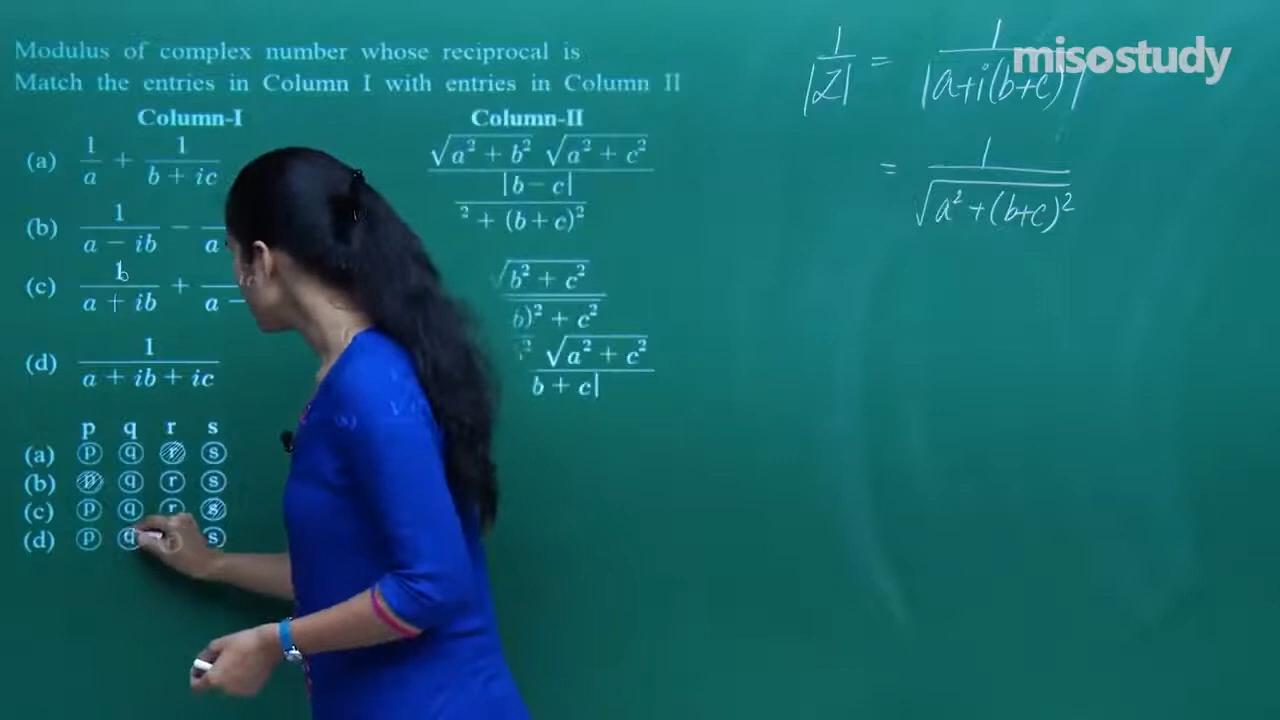 Modulus of complex number whose reciprocal is
Match the entries in Column I with entries in Column II
Column-I Column-II
(a) 1/a + 1/(b + ic)
√(a² + b²) √(a² + c²) / |b − c|
(b) 1/(a − ib) − /a
² + (b + c)²
(c) 1/(a + ib) + /(a −
√(b² + c²) / b)² + c²
(d) 1/(a + ib + ic)
² √(a² + c²) / b + c|
p q r s
(a) p q r s
(b) p q r s
(c) p q r s
(d) p q s
1/|Z| = 1/|a+i(b+c)|
= 1/√(a²+(b+c)²)
misostudy